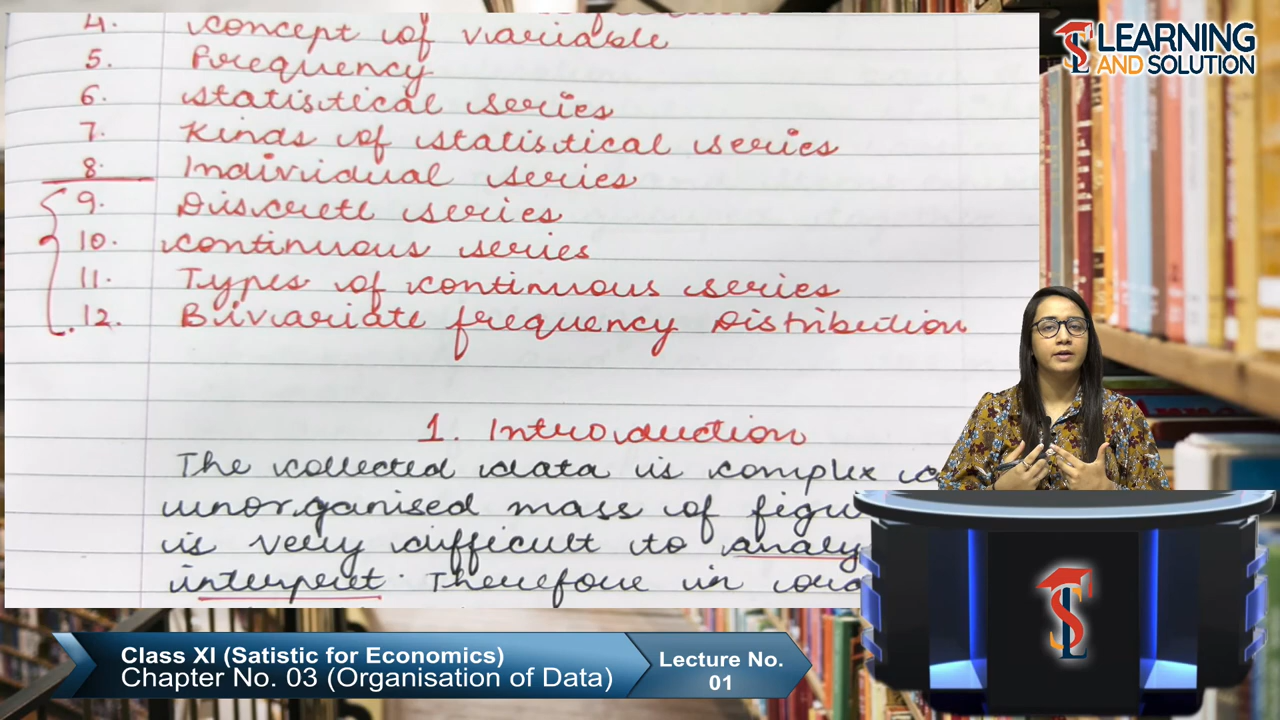 4. concept of variable
5. Frequency
6. statistical series
7. Kinds of statistical series
8. Individual series
9. Discrete series
10. continuous series
11. Types of continuous series
12. Bivariate frequency Distribution
1. Introduction
The collected data is complex
unorganised mass of figu
is very difficult to analy
interpret. Therefore in
LEARNING
AND SOLUTION
Class XI (Satistic for Economics)
Chapter No. 03 (Organisation of Data)
Lecture No.
01